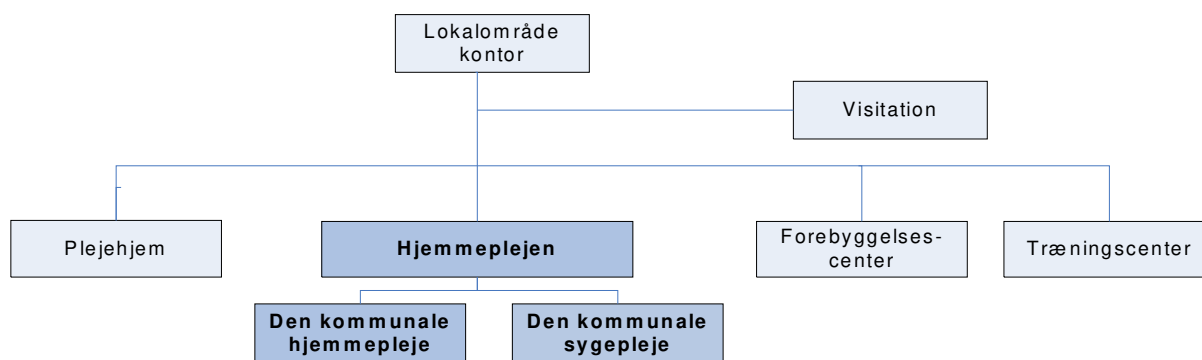 Lokalområde
kontor
Visitation
Plejehjem
Hjemmeplejen
Forebyggelses-
center
Træningscenter
Den kommunale
hjemmepleje
Den kommunale
sygepleje